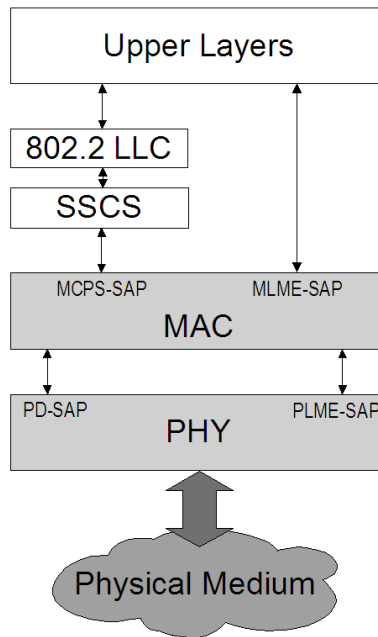 Upper Layers
802.2 LLC
SSCS
MCPS-SAP MLME-SAP
MAC
PD-SAP PLME-SAP
PHY
Physical Medium